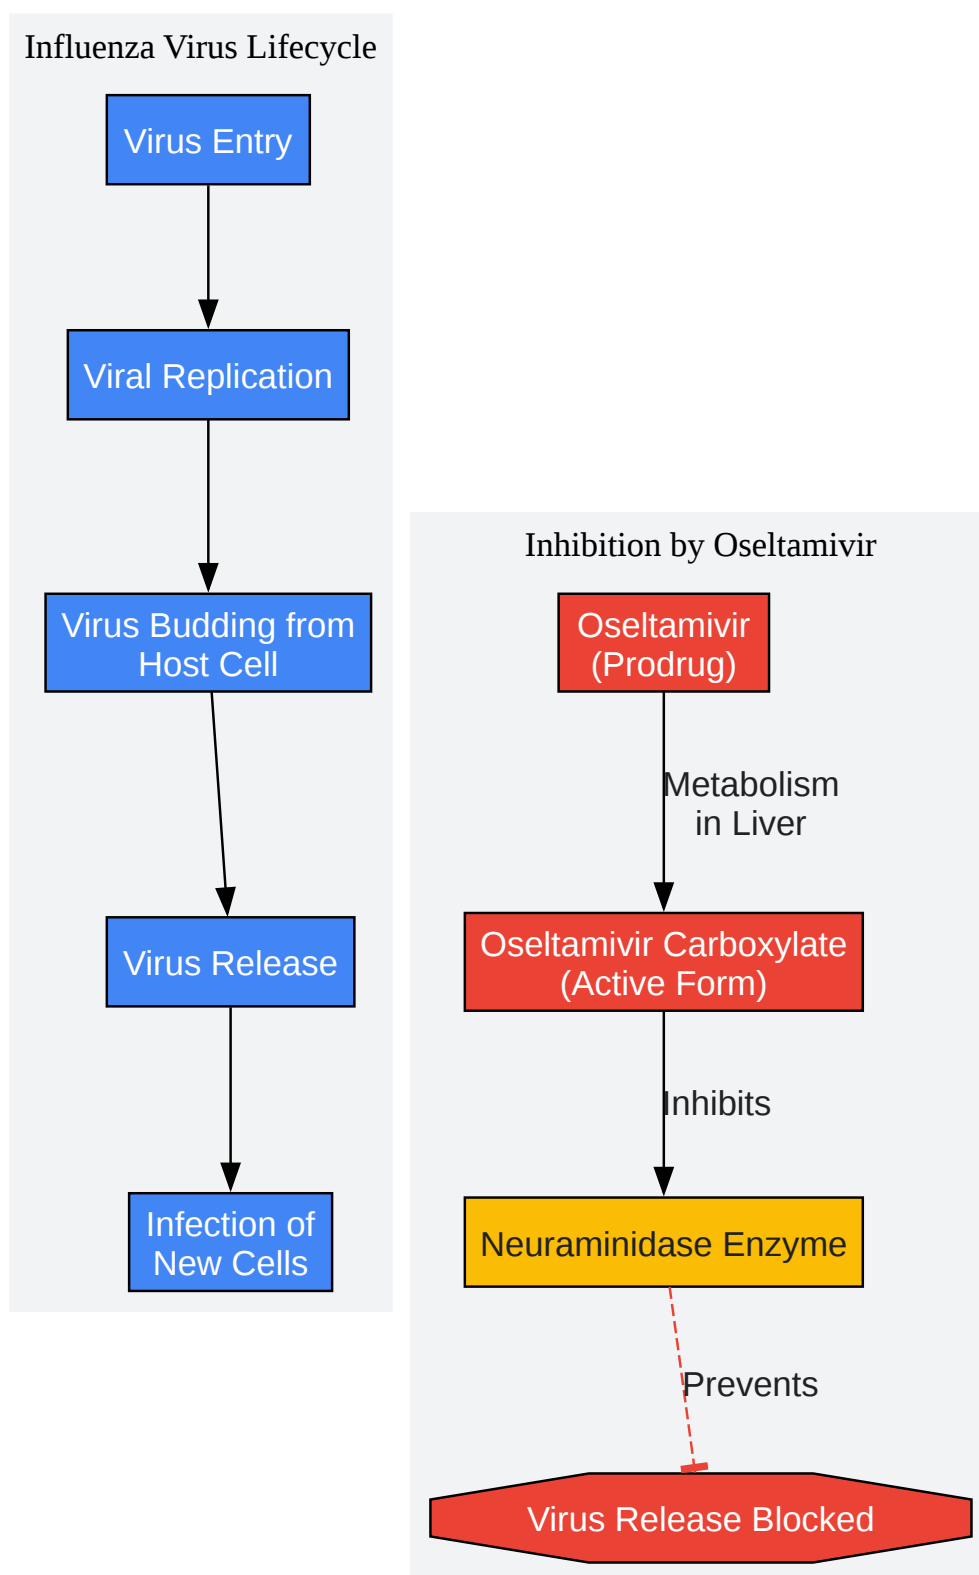 Influenza Virus Lifecycle
Virus Entry
Viral Replication
Virus Budding from
Host Cell
Virus Release
Infection of
New Cells
Inhibition by Oseltamivir
Oseltamivir
(Prodrug)
Metabolism
in Liver
Oseltamivir Carboxylate
(Active Form)
Inhibits
Neuraminidase Enzyme
Prevents
Virus Release Blocked